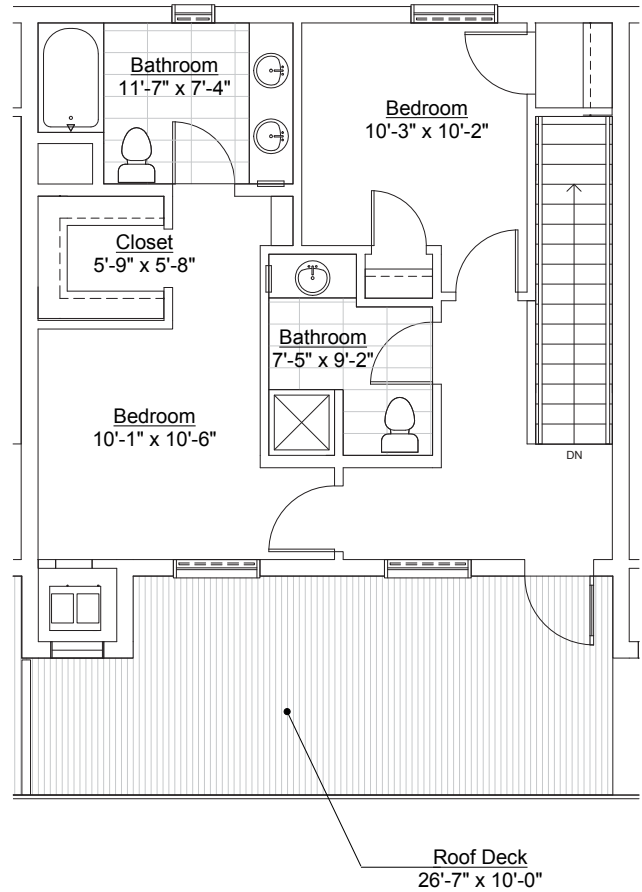 Bathroom
11'-7" x 7'-4"
Bedroom
10'-3" x 10'-2"
Closet
5'-9" x 5'-8"
Bathroom
7'-5" x 9'-2"
Bedroom
10'-1" x 10'-6"
DN
Roof Deck
26'-7" x 10'-0"